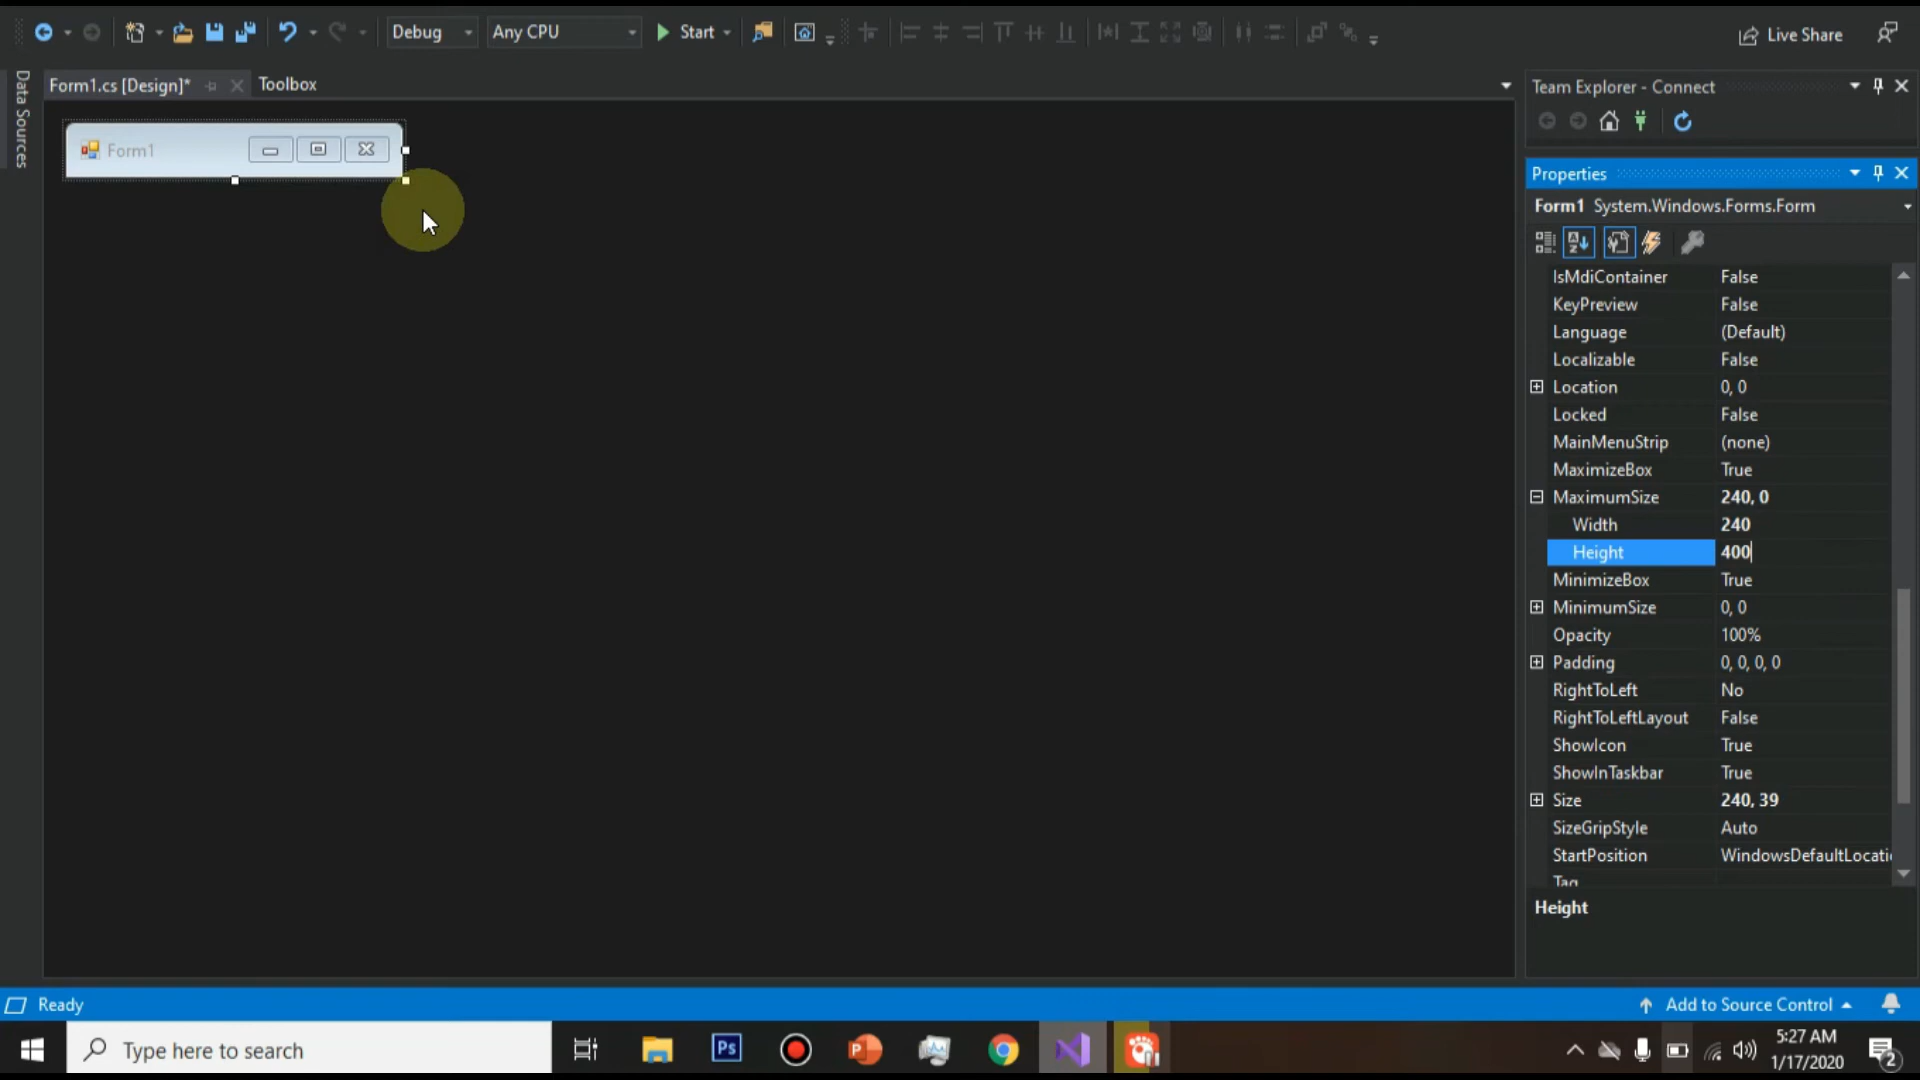 Debug
Any CPU
Start
Live Share
Data Sources
Form1.cs [Design]*
Toolbox
Form1
Team Explorer - Connect
Properties
Form1 System.Windows.Forms.Form
IsMdiContainer False
KeyPreview False
Language (Default)
Localizable False
Location 0, 0
Locked False
MainMenuStrip (none)
MaximizeBox True
MaximumSize 240, 0
Width 240
Height 400
MinimizeBox True
MinimumSize 0, 0
Opacity 100%
Padding 0, 0, 0, 0
RightToLeft No
RightToLeftLayout False
ShowIcon True
ShowInTaskbar True
Size 240, 39
SizeGripStyle Auto
StartPosition WindowsDefaultLocati
Tag
Height
Ready
Add to Source Control
Type here to search
Ps
P
5:27 AM
1/17/2020
2